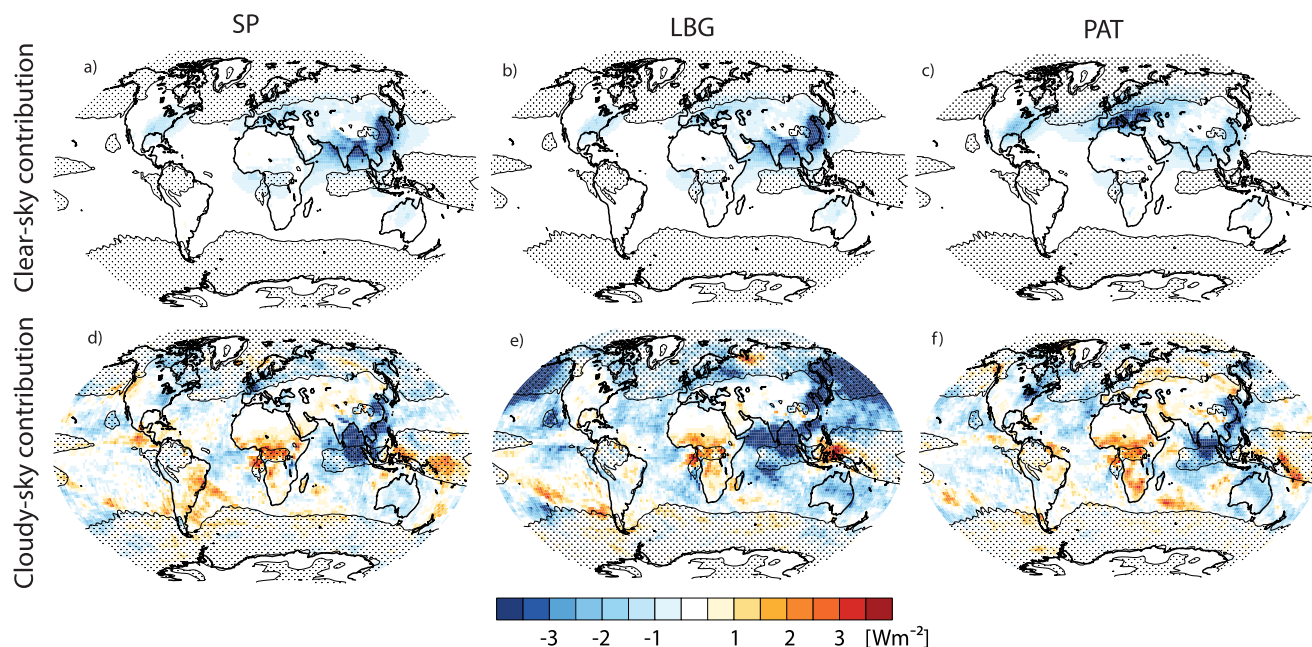 SP LBG PAT
Clear-sky contribution
a) b) c)
Cloudy-sky contribution
d) e) f)
-3 -2 -1 1 2 3 [Wm⁻²]